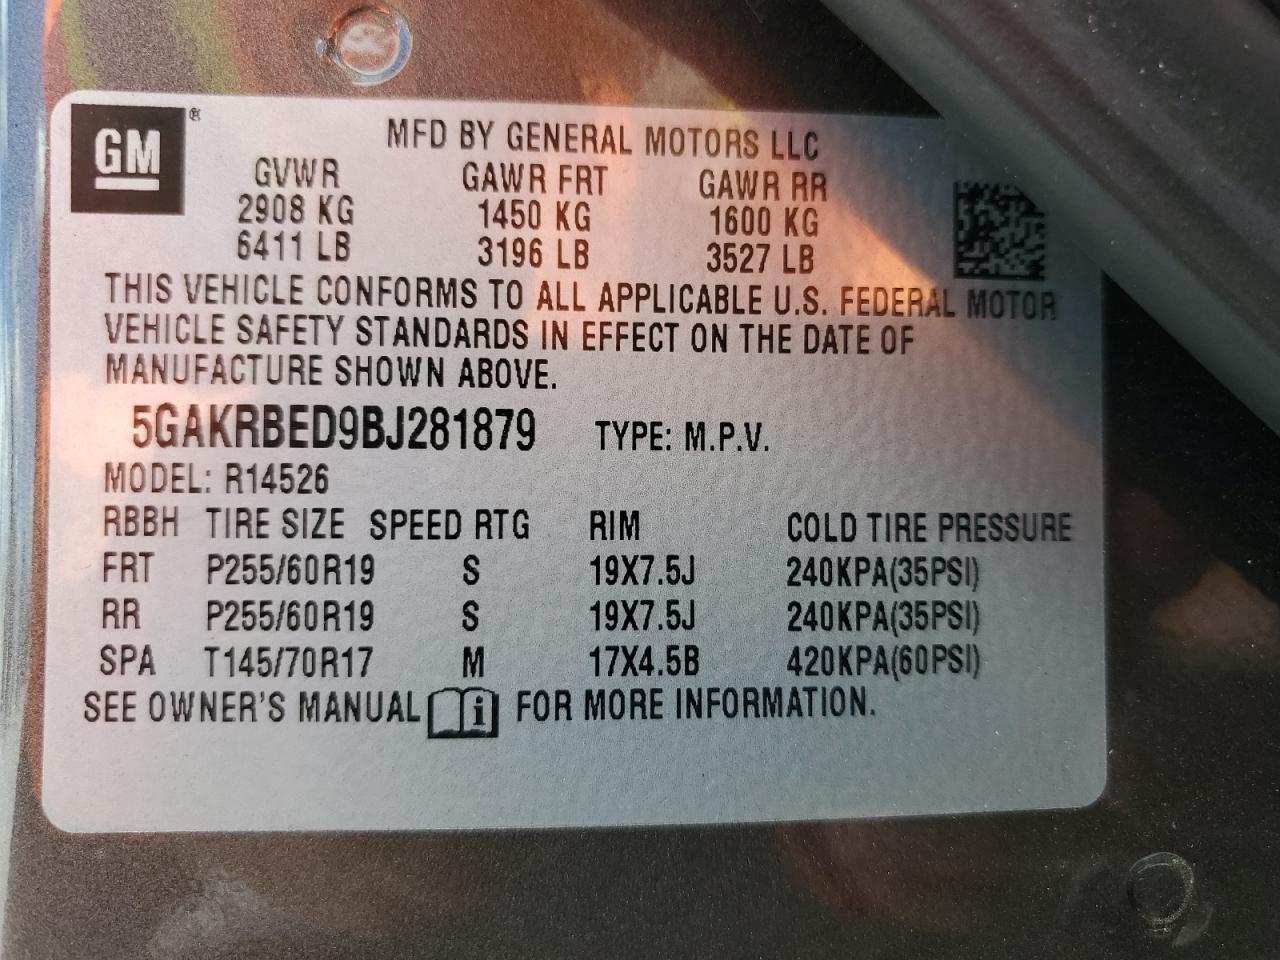 GM ®
MFD BY GENERAL MOTORS LLC
GVWR GAWR FRT GAWR RR
2908 KG 1450 KG 1600 KG
6411 LB 3196 LB 3527 LB
THIS VEHICLE CONFORMS TO ALL APPLICABLE U.S. FEDERAL MOTOR
VEHICLE SAFETY STANDARDS IN EFFECT ON THE DATE OF
MANUFACTURE SHOWN ABOVE.
5GAKRBED9BJ281879 TYPE: M.P.V.
MODEL: R14526
RBBH TIRE SIZE SPEED RTG RIM COLD TIRE PRESSURE
FRT P255/60R19 S 19X7.5J 240KPA(35PSI)
RR P255/60R19 S 19X7.5J 240KPA(35PSI)
SPA T145/70R17 M 17X4.5B 420KPA(60PSI)
SEE OWNER'S MANUAL i FOR MORE INFORMATION.